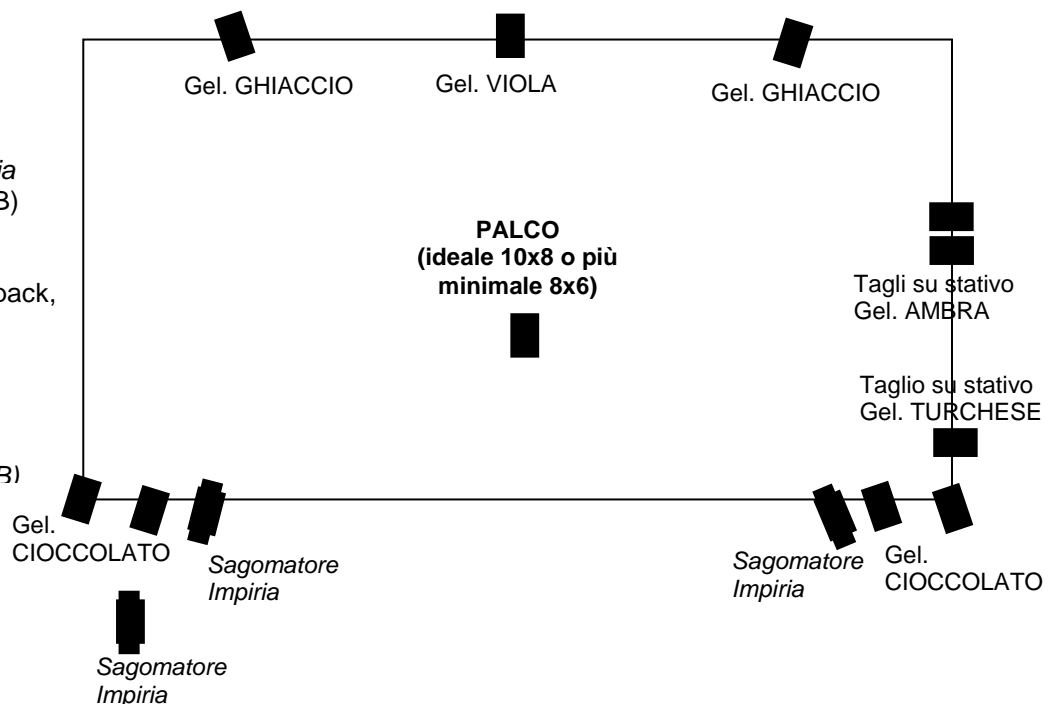 Gel. GHIACCIO
Gel. VIOLA
Gel. GHIACCIO
B)
PALCO
(ideale 10x8 o più
minimale 8x6)
Tagli su stativo
Gel. AMBRA
Taglio su stativo
Gel. TURCHESE
B)
Gel.
CIOCCOLATO
Sagomatore
Impiria
Sagomatore
Impiria
Gel.
CIOCCOLATO
Sagomatore
Impiria